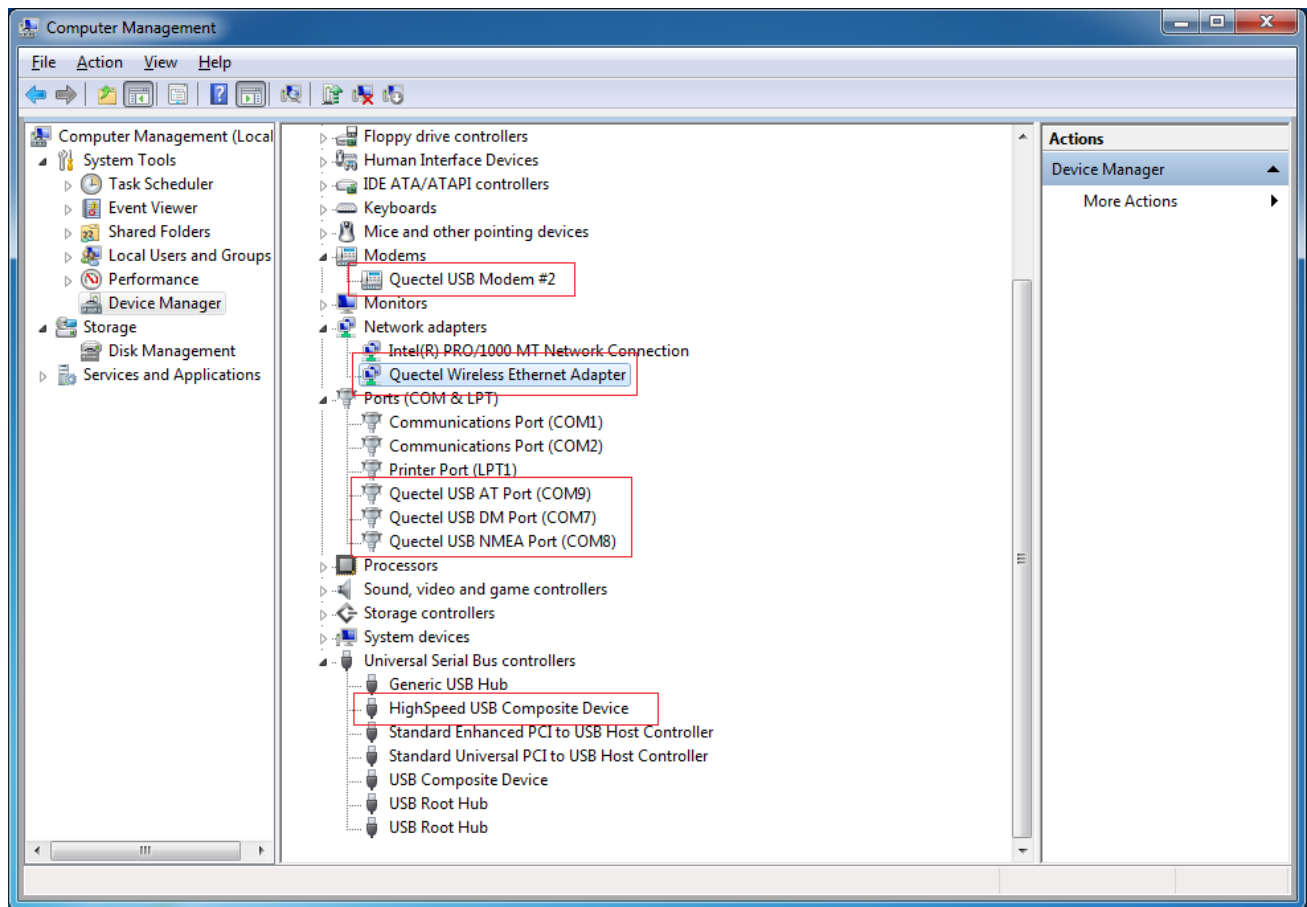 Computer Management
File Action View Help
Computer Management (Local
System Tools
Task Scheduler
Event Viewer
Shared Folders
Local Users and Groups
Performance
Device Manager
Storage
Disk Management
Services and Applications
Floppy drive controllers
Human Interface Devices
IDE ATA/ATAPI controllers
Keyboards
Mice and other pointing devices
Modems
Quectel USB Modem #2
Monitors
Network adapters
Intel(R) PRO/1000 MT Network Connection
Quectel Wireless Ethernet Adapter
Ports (COM & LPT)
Communications Port (COM1)
Communications Port (COM2)
Printer Port (LPT1)
Quectel USB AT Port (COM9)
Quectel USB DM Port (COM7)
Quectel USB NMEA Port (COM8)
Processors
Sound, video and game controllers
Storage controllers
System devices
Universal Serial Bus controllers
Generic USB Hub
HighSpeed USB Composite Device
Standard Enhanced PCI to USB Host Controller
Standard Universal PCI to USB Host Controller
USB Composite Device
USB Root Hub
USB Root Hub
Actions
Device Manager
More Actions